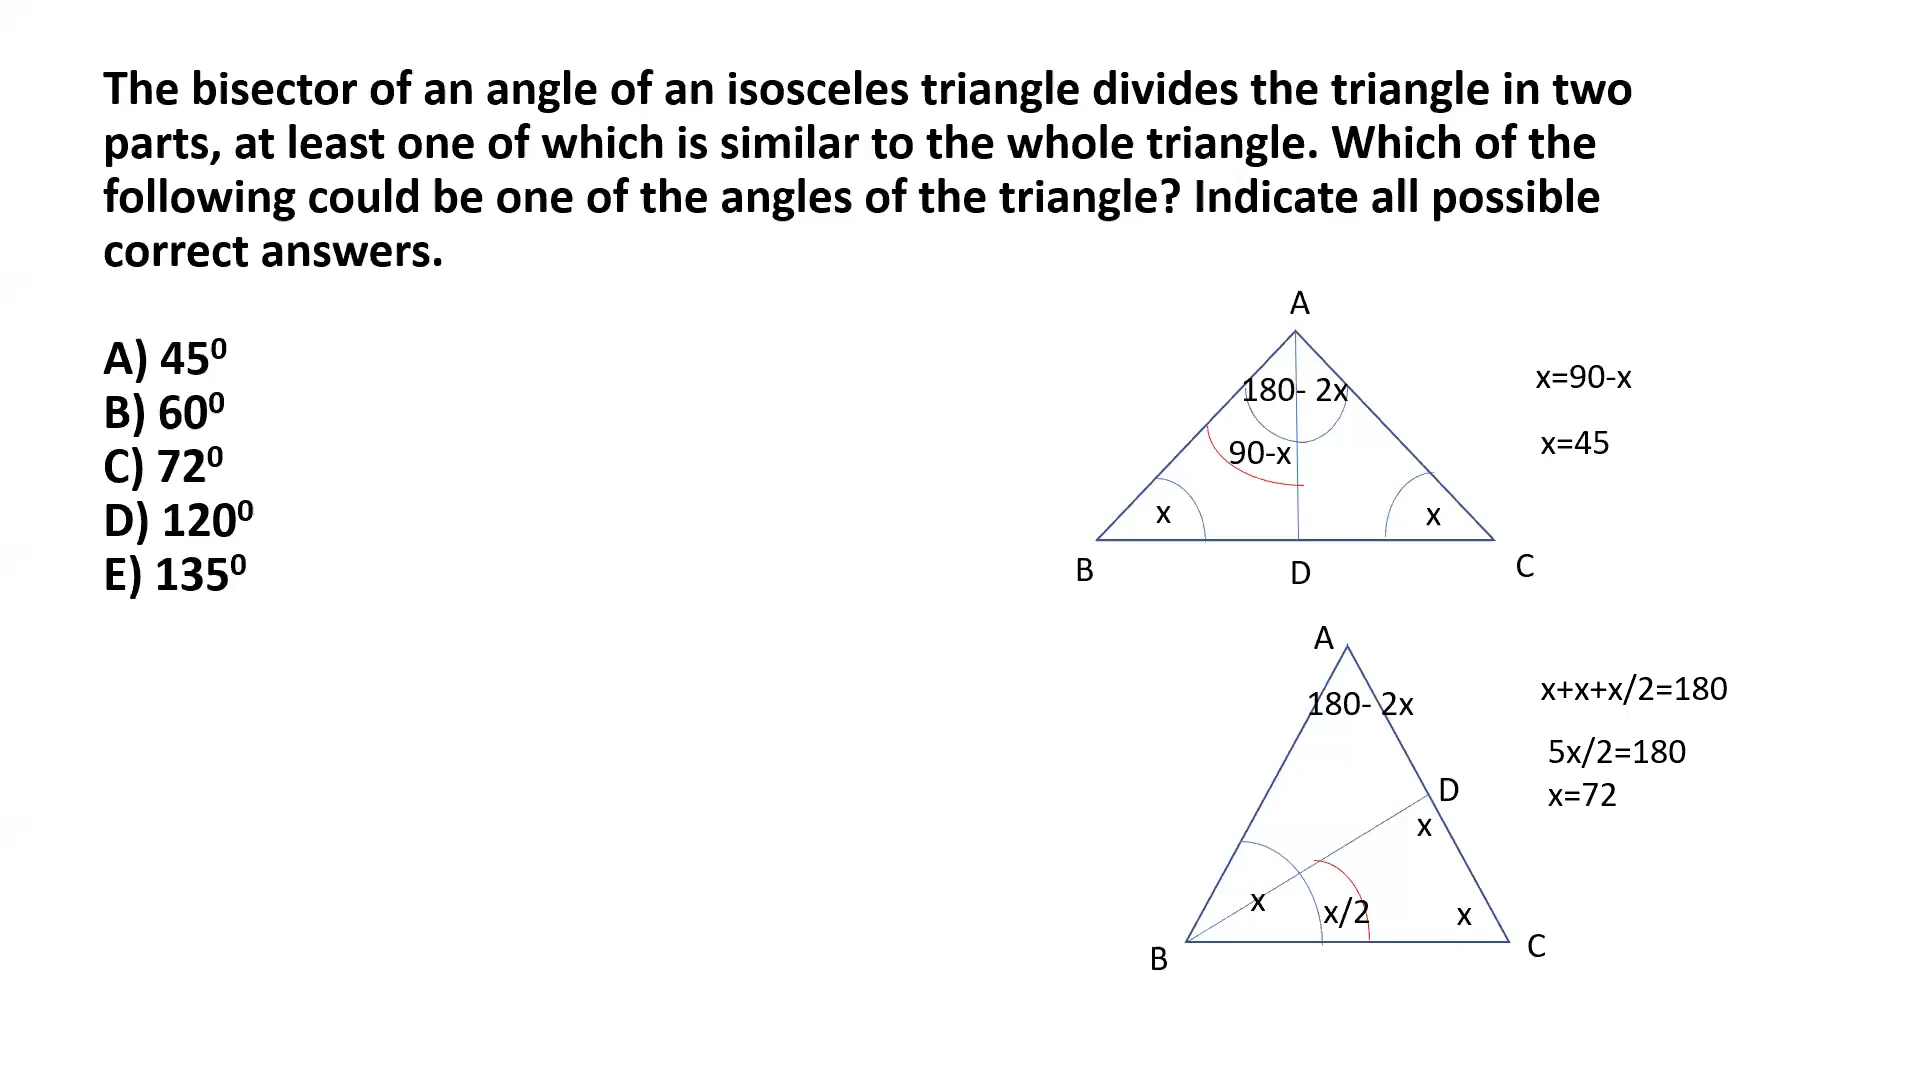 The bisector of an angle of an isosceles triangle divides the triangle in two
parts, at least one of which is similar to the whole triangle. Which of the
following could be one of the angles of the triangle? Indicate all possible
correct answers.
A) 45⁰
B) 60⁰
C) 72⁰
D) 120⁰
E) 135⁰
A
180- 2x
90-x
x
x
B
D
C
x=90-x
x=45
A
180- 2x
D
x
x
x/2
x
B
C
x+x+x/2=180
5x/2=180
x=72